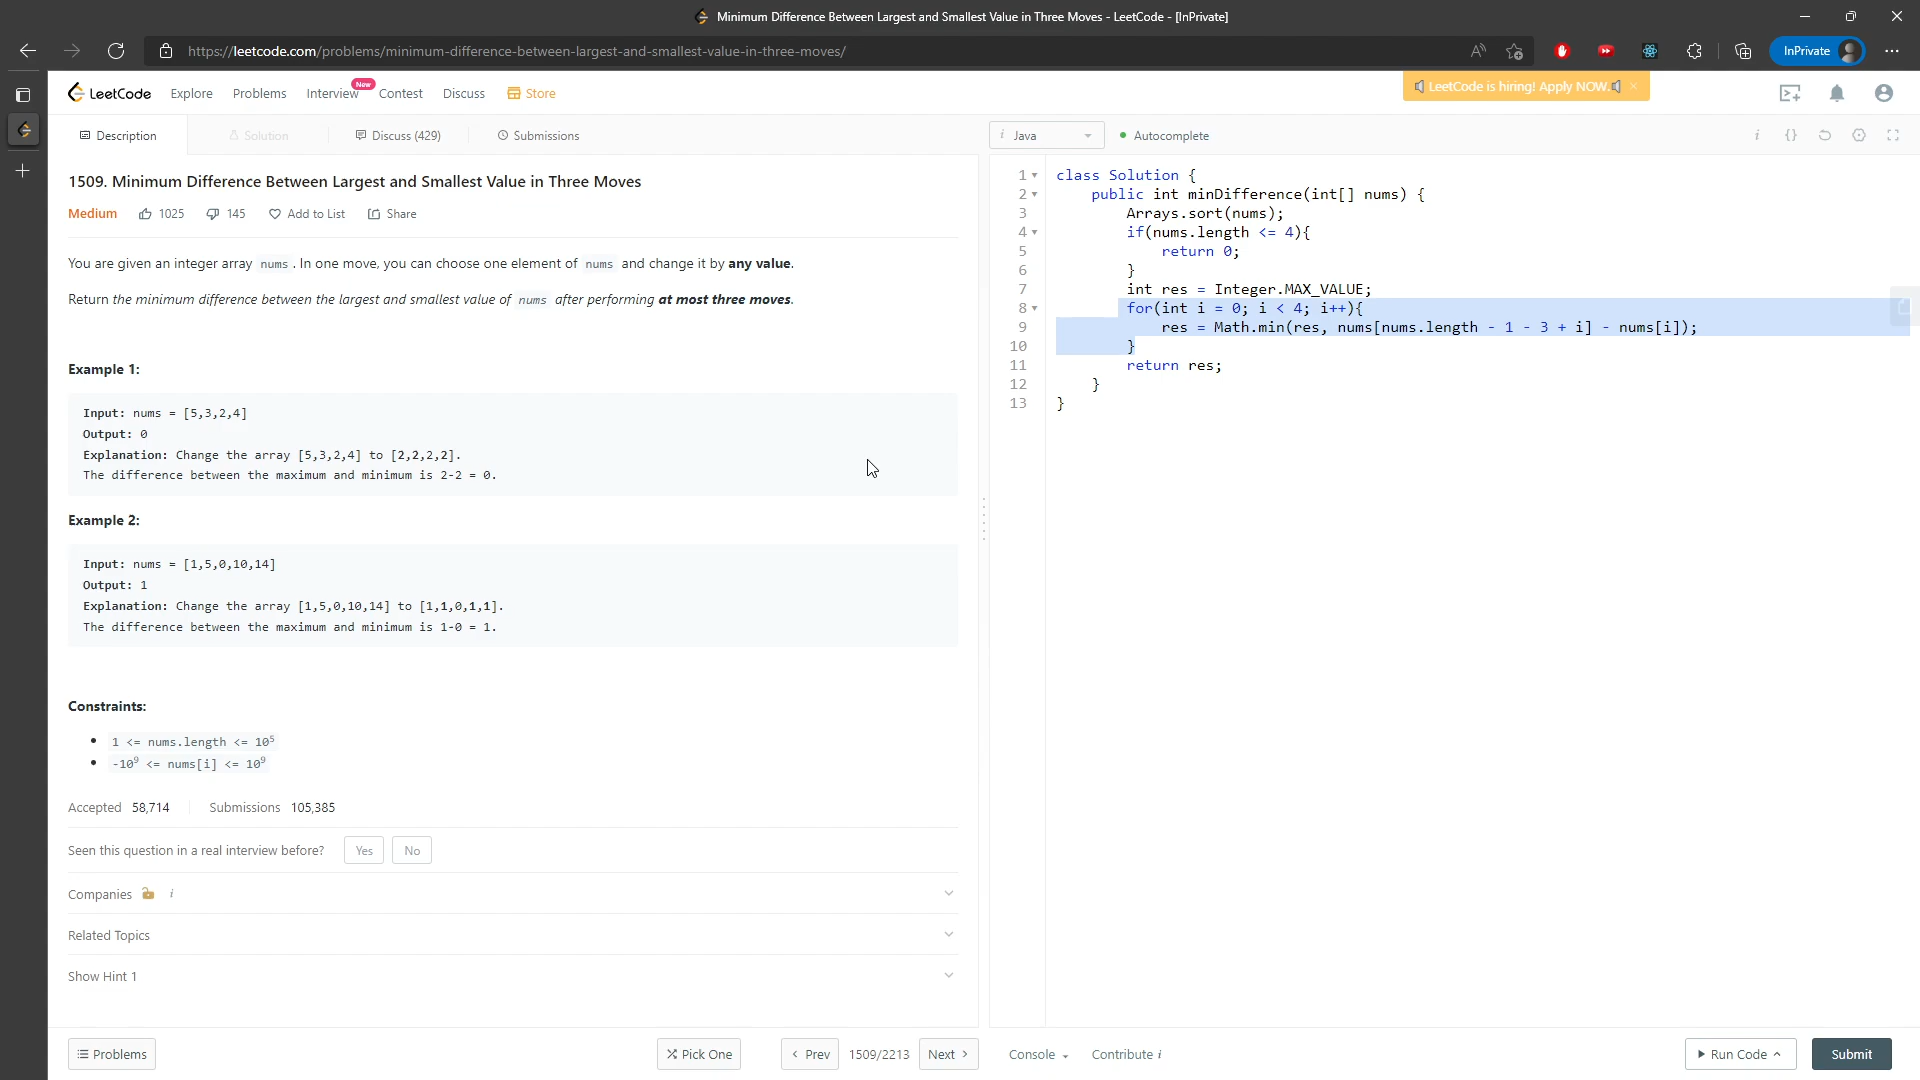 Minimum Difference Between Largest and Smallest Value in Three Moves - LeetCode - [InPrivate]
https://leetcode.com/problems/minimum-difference-between-largest-and-smallest-value-in-three-moves/
InPrivate
LeetCode Explore Problems Interview New Contest Discuss Store
LeetCode is hiring! Apply NOW.
Description Solution Discuss (429) Submissions
i Java Autocomplete
1509. Minimum Difference Between Largest and Smallest Value in Three Moves
Medium 1025 145 Add to List Share
You are given an integer array nums. In one move, you can choose one element of nums and change it by any value.
Return the minimum difference between the largest and smallest value of nums after performing at most three moves.
Example 1:
Input: nums = [5,3,2,4]
Output: 0
Explanation: Change the array [5,3,2,4] to [2,2,2,2].
The difference between the maximum and minimum is 2-2 = 0.
Example 2:
Input: nums = [1,5,0,10,14]
Output: 1
Explanation: Change the array [1,5,0,10,14] to [1,1,0,1,1].
The difference between the maximum and minimum is 1-0 = 1.
Constraints:
• 1 <= nums.length <= 10⁵
• -10⁹ <= nums[i] <= 10⁹
Accepted 58,714 Submissions 105,385
Seen this question in a real interview before? Yes No
Companies i
Related Topics
Show Hint 1
Problems Pick One < Prev 1509/2213 Next >
i {}
1 class Solution {
2 public int minDifference(int[] nums) {
3 Arrays.sort(nums);
4 if(nums.length <= 4){
5 return 0;
6 }
7 int res = Integer.MAX_VALUE;
8 for(int i = 0; i < 4; i++){
9 res = Math.min(res, nums[nums.length - 1 - 3 + i] - nums[i]);
10 }
11 return res;
12 }
13 }
Console Contribute i Run Code Submit